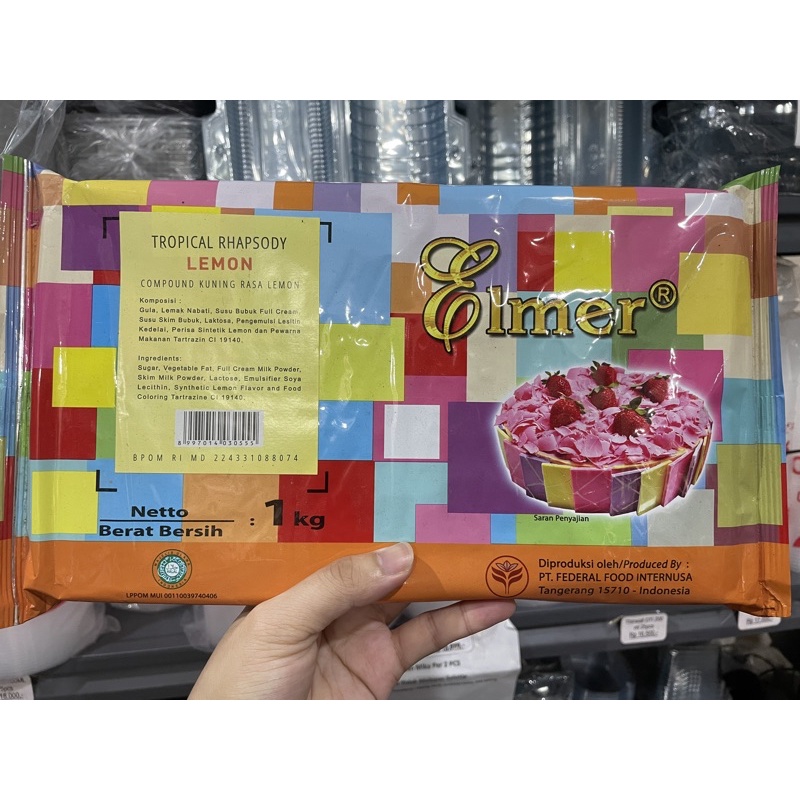 TROPICAL RHAPSODY
LEMON
COMPOUND KUNING RASA LEMON
Komposisi :
Gula, Lemak Nabati, Susu Bubuk Full Cream,
Susu Skim Bubuk, Laktosa, Pengemulsi Lesitin
Kedelai, Perisa Sintetik Lemon dan Pewarna
Makanan Tartrazin CI 19140.
Ingredients:
Sugar, Vegetable Fat, Full Cream Milk Powder,
Skim Milk Powder, Lactose, Emulsifier Soya
Lecithin, Synthetic Lemon Flavor and Food
Coloring Tartrazine CI 19140.
8 997014 030555
BPOM RI MD 224331088074
Netto
Berat Bersih : 1 kg
LPPOM MUI 00110039740406
Elmer®
Saran Penyajian
Diproduksi oleh/Produced By :
PT. FEDERAL FOOD INTERNUSA
Tangerang 15710 - Indonesia